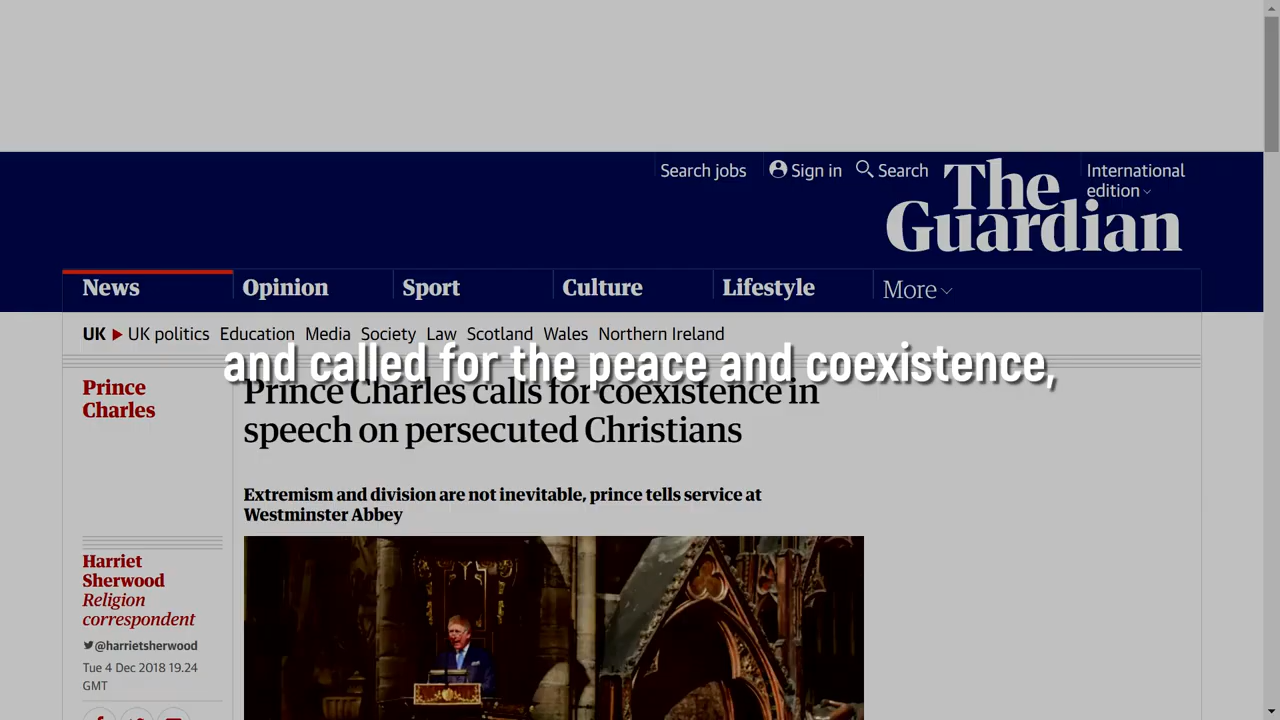 Search jobs
Sign in
Search
International
edition
The
Guardian
News
Opinion
Sport
Culture
Lifestyle
More
UK
UK politics
Education
Media
Society
Law
Scotland
Wales
Northern Ireland
and called for the peace and coexistence,
Prince
Charles
Prince Charles calls for coexistence in
speech on persecuted Christians
Extremism and division are not inevitable, prince tells service at
Westminster Abbey
Harriet
Sherwood
Religion
correspondent
@harrietsherwood
Tue 4 Dec 2018 19.24
GMT